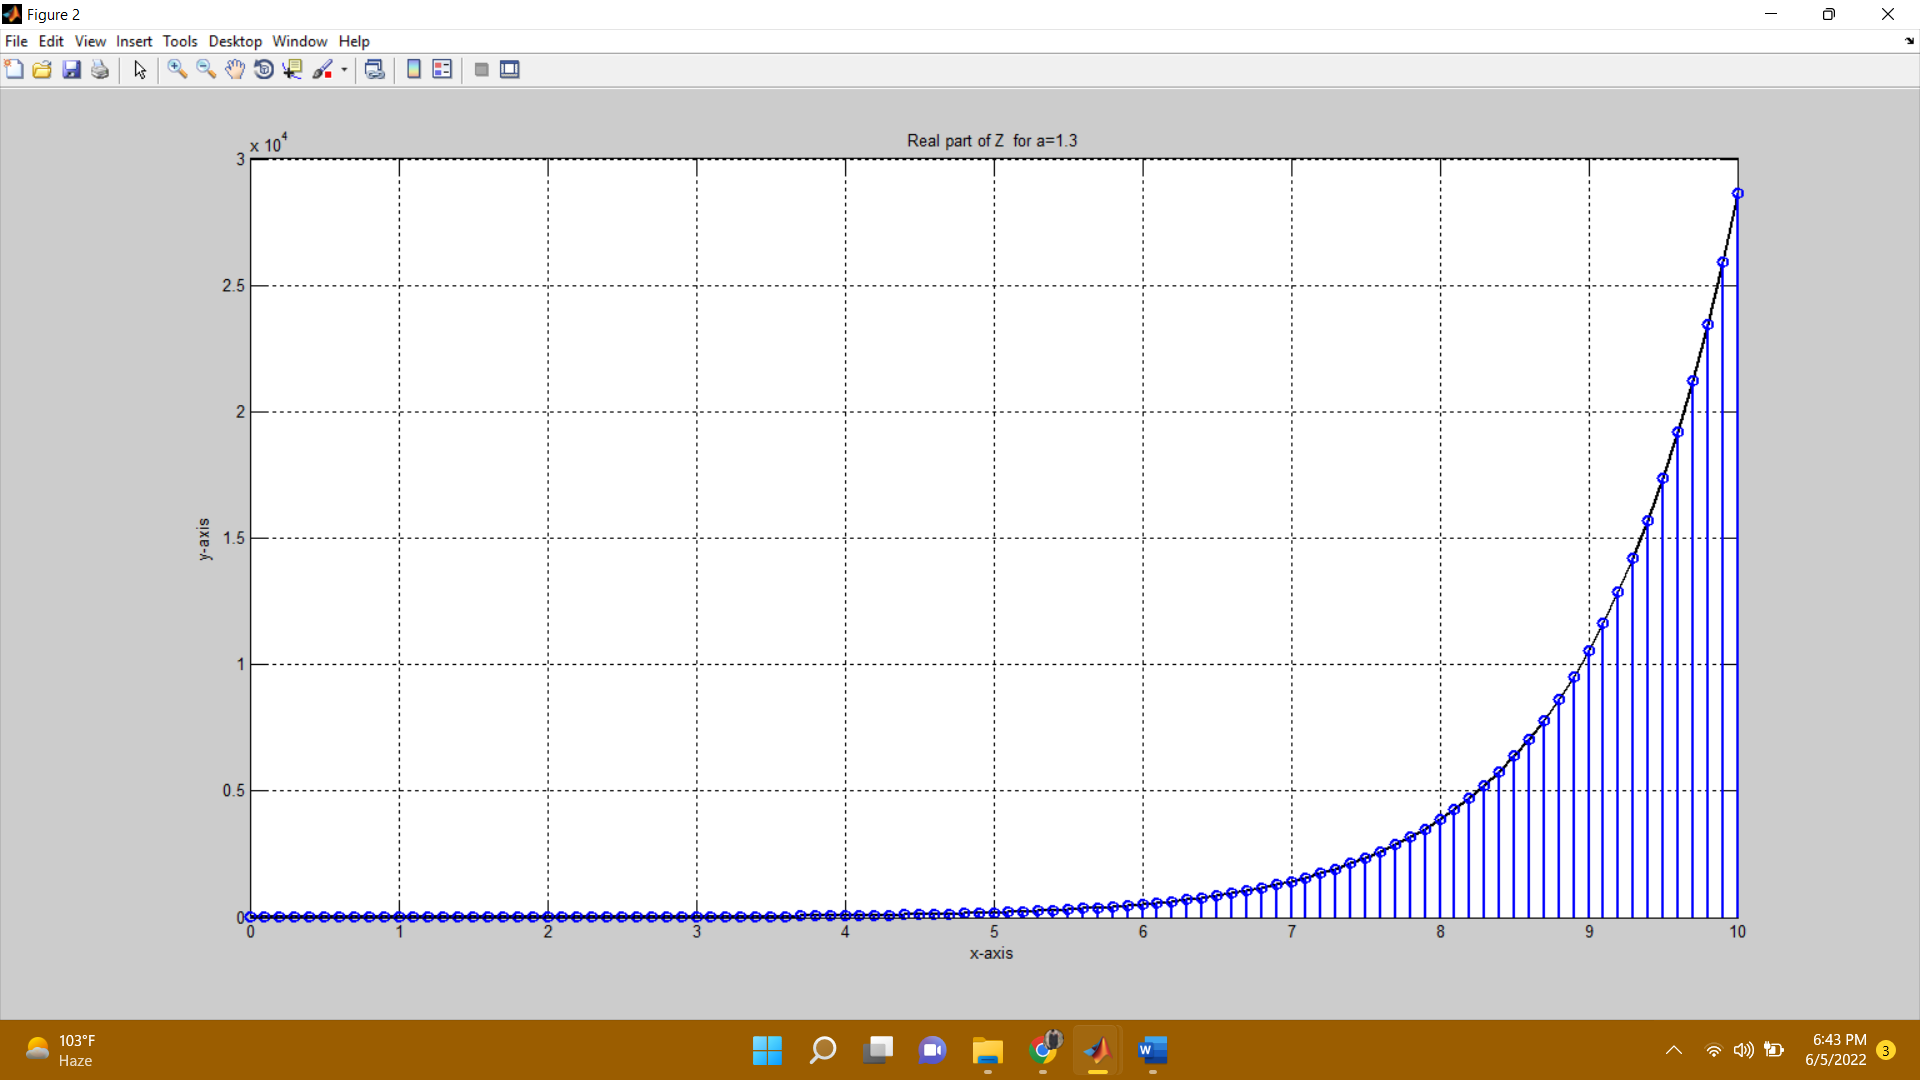 Figure 2
File Edit View Insert Tools Desktop Window Help
Real part of Z for a=1.3
x 10⁴
3
2.5
2
1.5
1
0.5
0
y-axis
0 1 2 3 4 5 6 7 8 9 10
x-axis
103°F
Haze
W
6:43 PM
6/5/2022
3